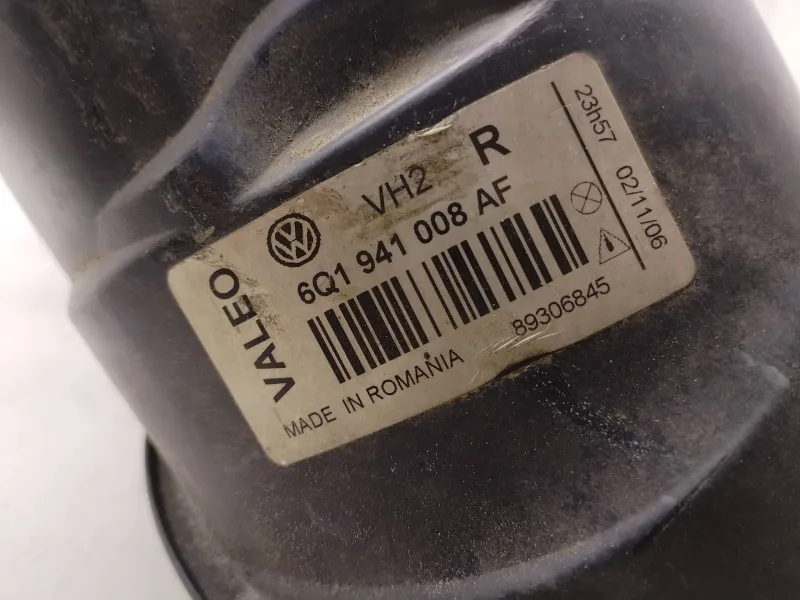 VALEO
VH2 R
6Q1 941 008 AF
89306845
MADE IN ROMANIA
23h57 02/11/06